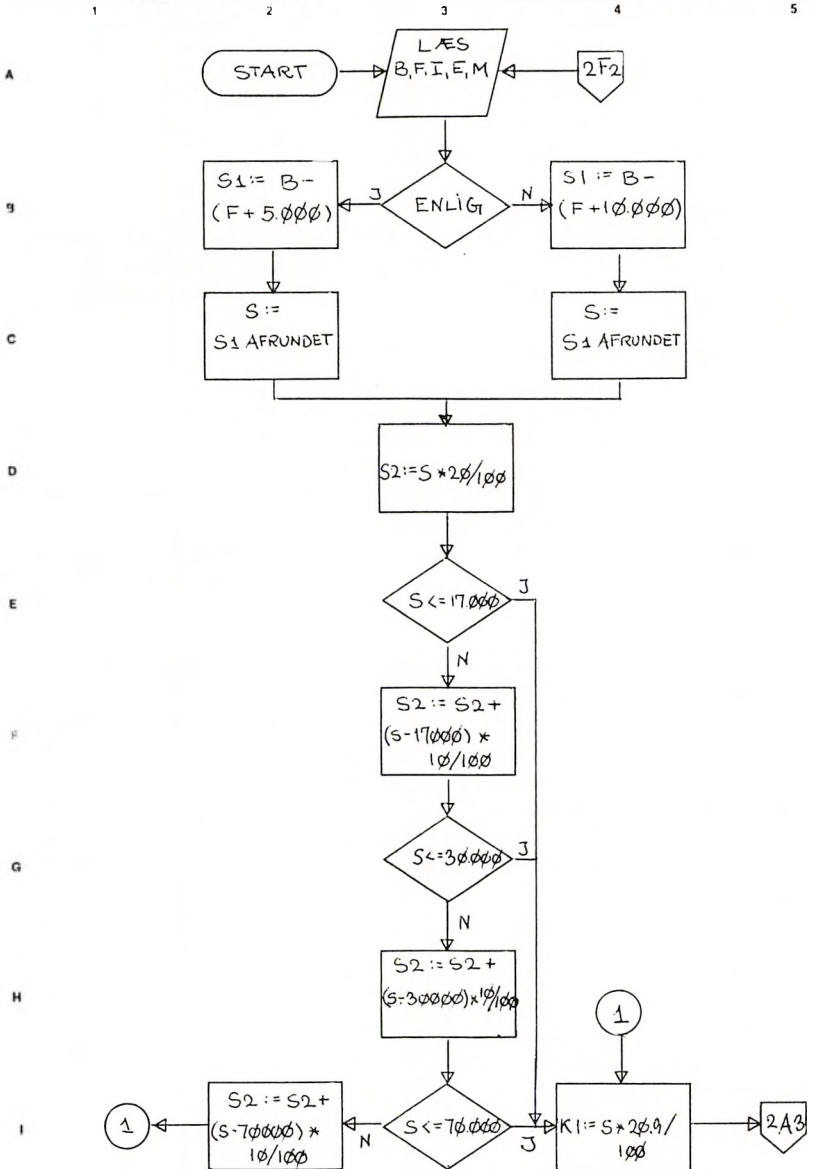 1 2 3 4 5
A
START
LÆS
B, F, I, E, M
2F2
B
S1:= B-
(F + 5.ØØØ)
J
ENLIG
N
S1:= B-
(F+1Ø.ØØØ)
C
S:=
S1 AFRUNDET
S:=
S1 AFRUNDET
D
S2:=S*2Ø/1ØØ
E
S<=17.ØØØ
J
N
F
S2:= S2+
(S-17ØØØ) *
1Ø/1ØØ
G
S<=3Ø.ØØØ
J
N
H
S2:= S2+
(S-3ØØØØ)*1Ø/1ØØ
1
I
1
S2:= S2+
(S-7ØØØØ) *
1Ø/1ØØ
N
S<=7Ø.ØØØ
J
K1:= S*2Ø.9/
1ØØ
2A3